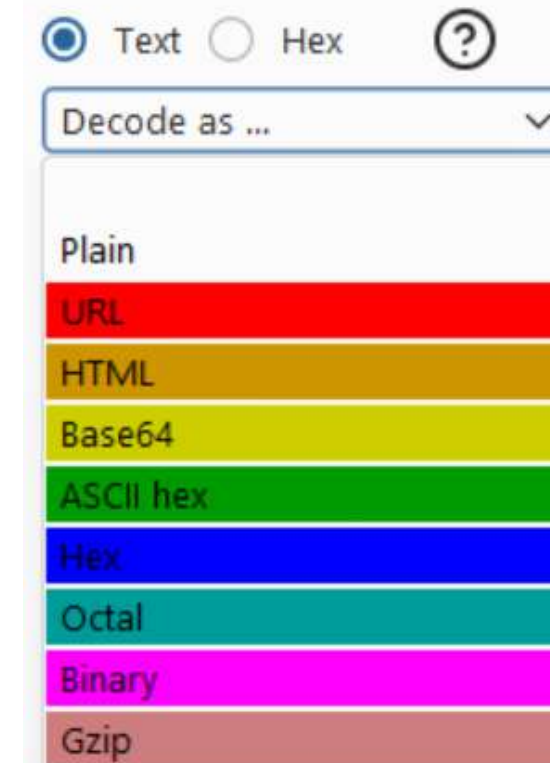 Text Hex ?
Decode as ...
Plain
URL
HTML
Base64
ASCII hex
Hex
Octal
Binary
Gzip